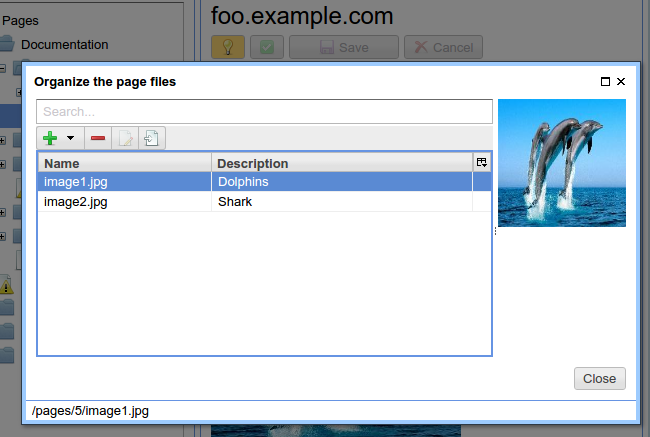 Pages
foo.example.com
Documentation
Save
Cancel
Organize the page files
Search...
Name Description
image1.jpg Dolphins
image2.jpg Shark
Close
/pages/5/image1.jpg